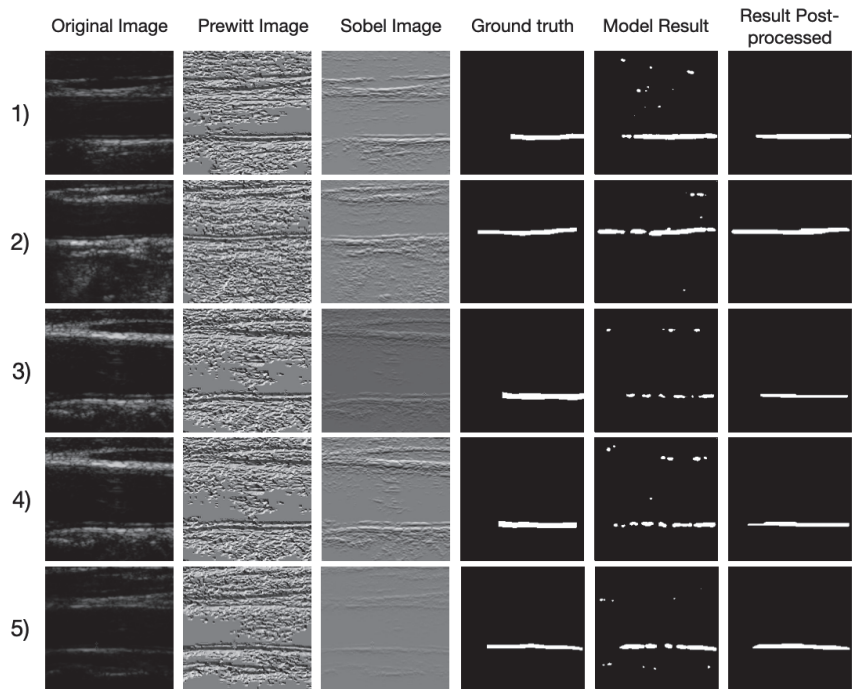 Original Image
Prewitt Image
Sobel Image
Ground truth
Model Result
Result Post-
processed
1)
2)
3)
4)
5)